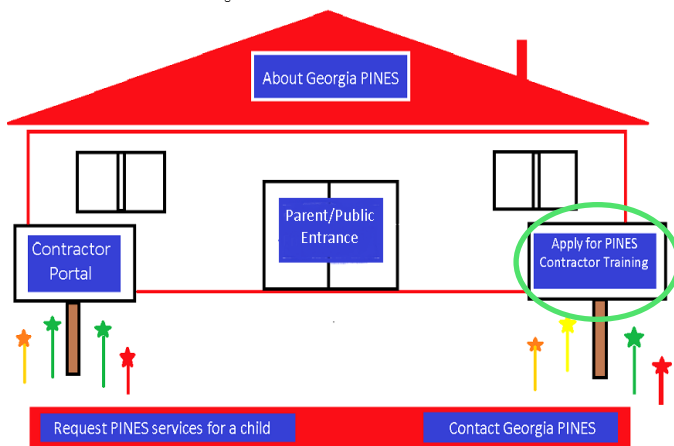 About Georgia PINES
Parent/Public
Entrance
Contractor
Portal
Apply for PINES
Contractor Training
Request PINES services for a child
Contact Georgia PINES